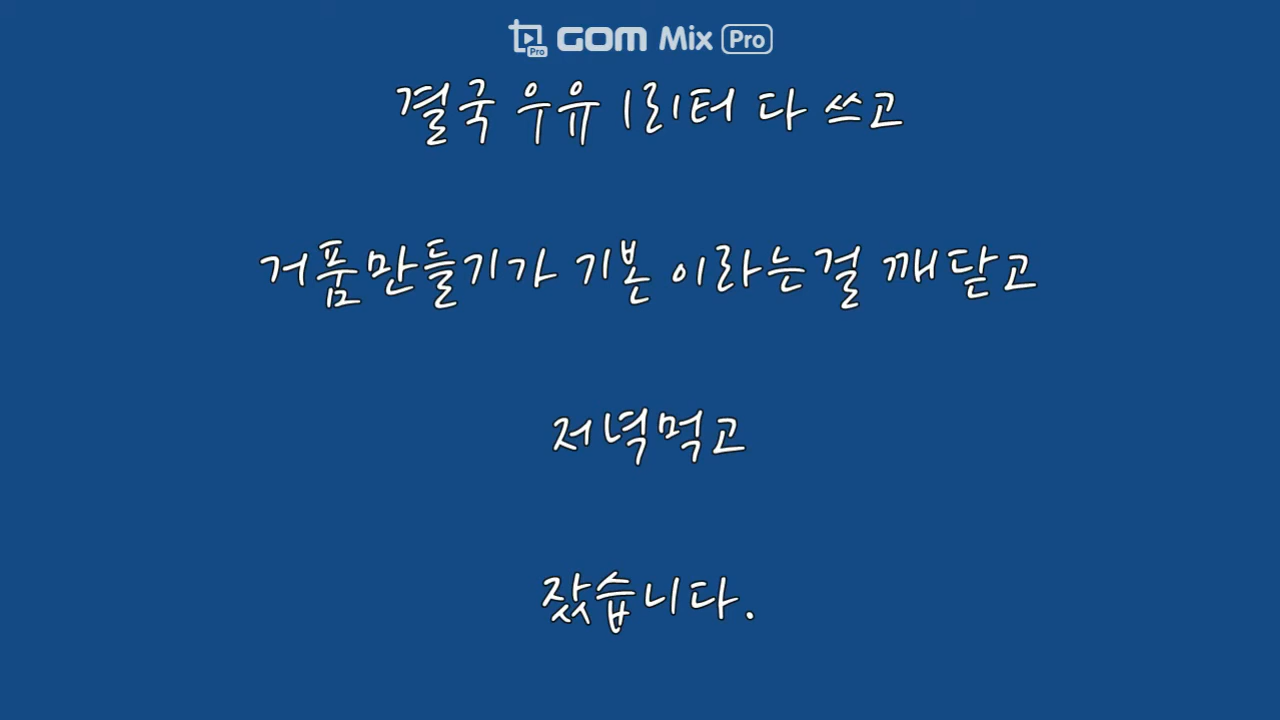 Pro GOM Mix Pro
결국 우유 1리터 다 쓰고
거품만들기가 기본 이라는걸 깨닫고
저녁먹고
잤습니다.